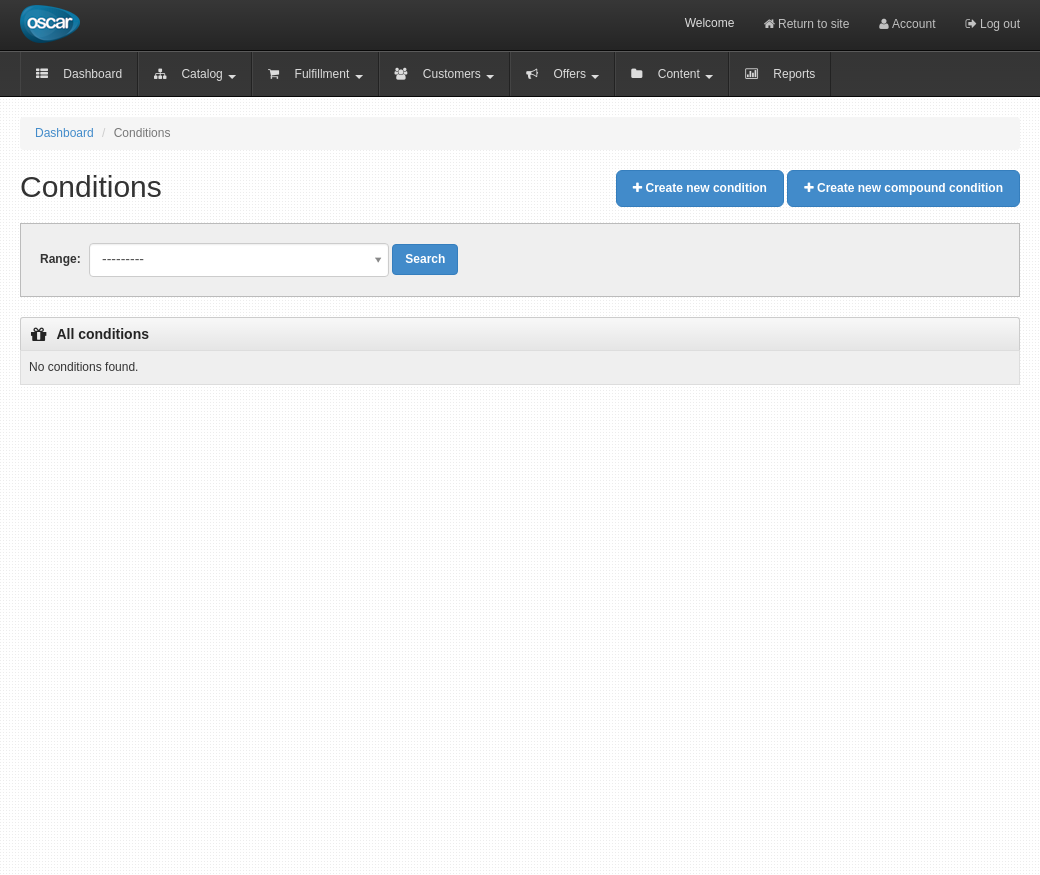 oscar
Welcome Return to site Account Log out
Dashboard Catalog Fulfillment Customers Offers Content Reports
Dashboard / Conditions
Conditions
Create new condition Create new compound condition
Range: --------- Search
All conditions
No conditions found.